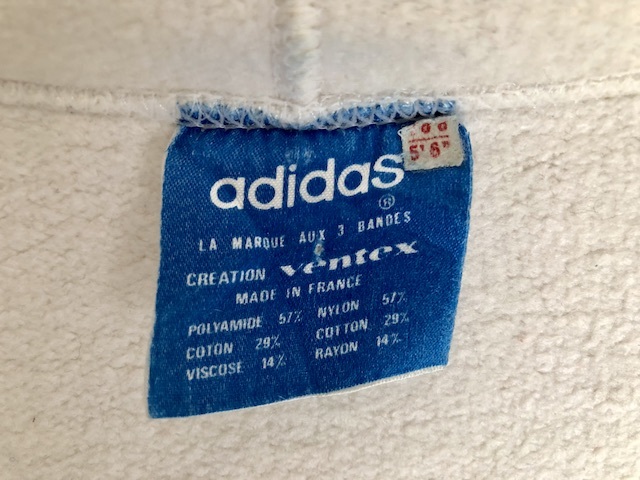 adidas
®
5'6"
LA MARQUE AUX 3 BANDES
CREATION ventex
MADE IN FRANCE
POLYAMIDE 57% NYLON 57%
COTON 29% COTTON 29%
VISCOSE 14% RAYON 14%